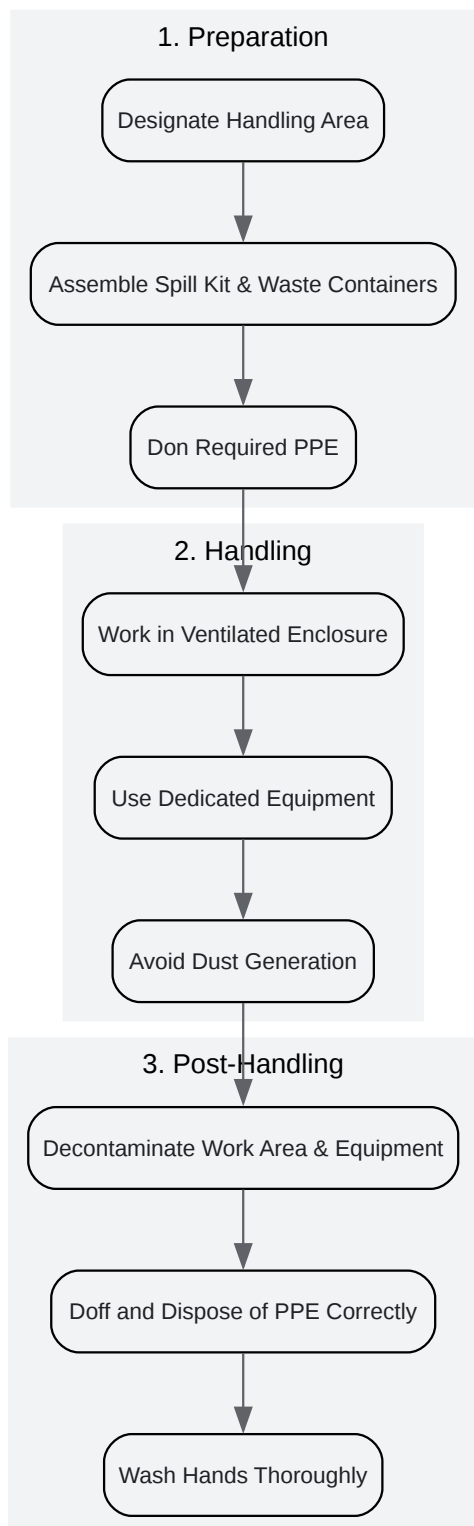 1. Preparation
Designate Handling Area
Assemble Spill Kit & Waste Containers
Don Required PPE
2. Handling
Work in Ventilated Enclosure
Use Dedicated Equipment
Avoid Dust Generation
3. Post-Handling
Decontaminate Work Area & Equipment
Doff and Dispose of PPE Correctly
Wash Hands Thoroughly